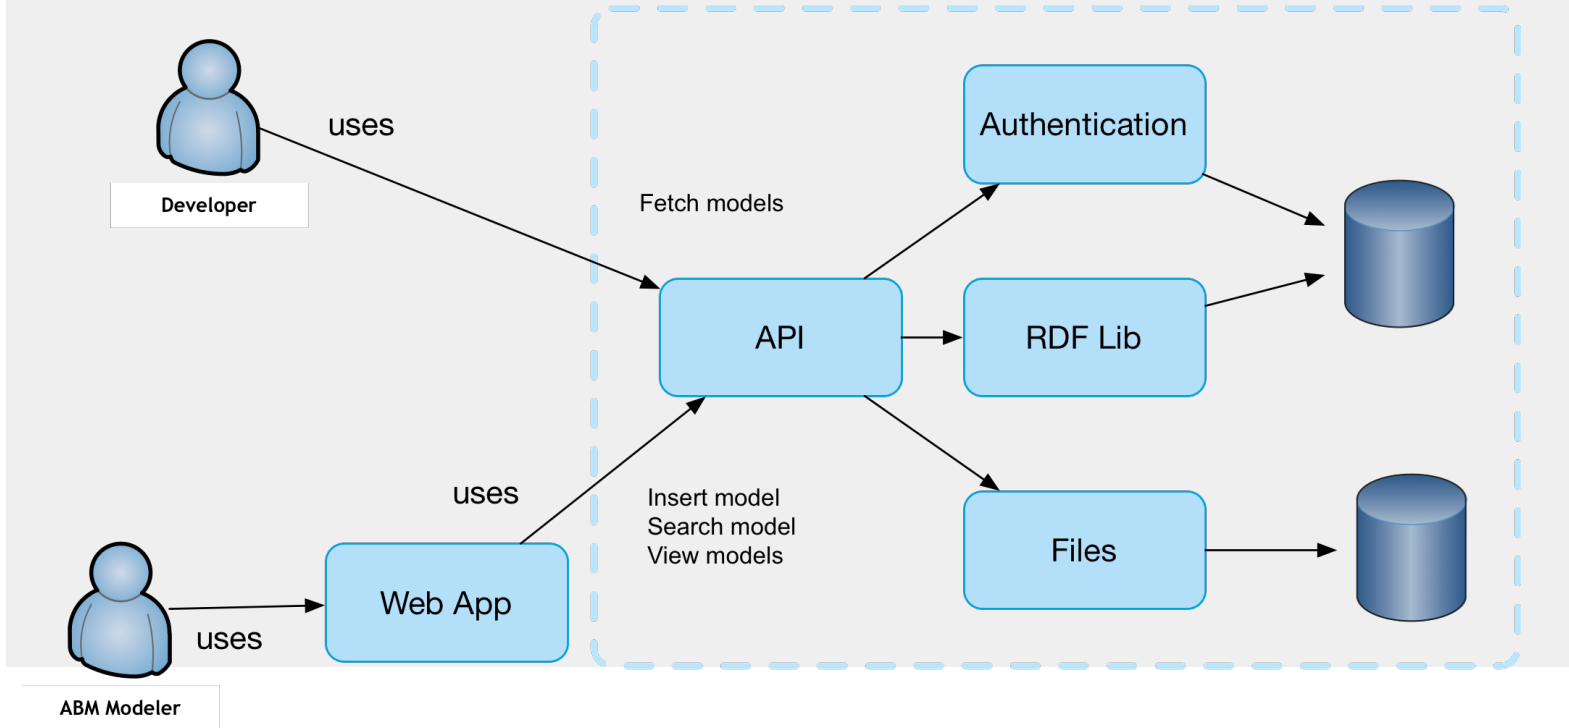 uses
Developer
Fetch models
Authentication
API
RDF Lib
uses
Insert model
Search model
View models
Files
Web App
uses
ABM Modeler